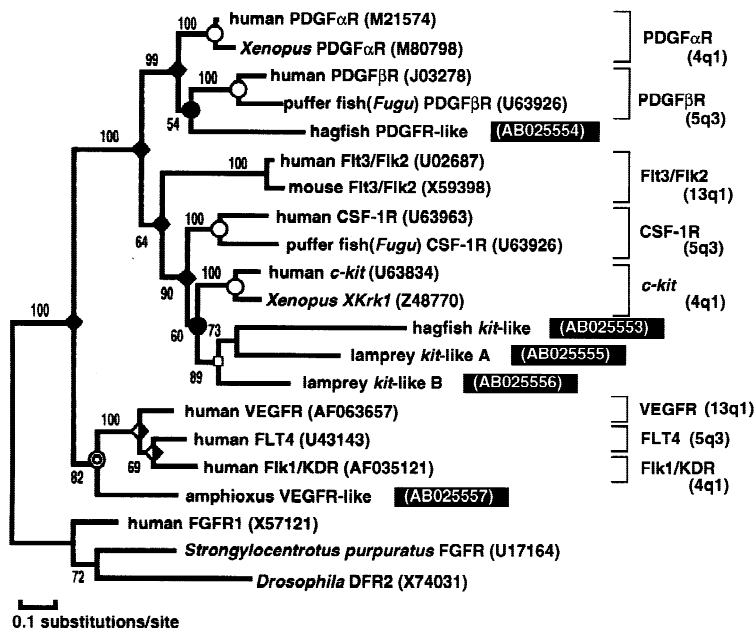 100
human PDGFαR (M21574)
Xenopus PDGFαR (M80798)
PDGFαR
(4q1)
99
100
human PDGFβR (J03278)
puffer fish(Fugu) PDGFβR (U63926)
54
hagfish PDGFR-like (AB025554)
PDGFβR
(5q3)
100
100
human Flt3/Flk2 (U02687)
mouse Flt3/Flk2 (X59398)
Flt3/Flk2
(13q1)
64
100
human CSF-1R (U63963)
puffer fish(Fugu) CSF-1R (U63926)
CSF-1R
(5q3)
90
100
human c-kit (U63834)
Xenopus XKrk1 (Z48770)
c-kit
(4q1)
100
60
73
hagfish kit-like (AB025553)
lamprey kit-like A (AB025555)
89
lamprey kit-like B (AB025556)
100
human VEGFR (AF063657)
VEGFR (13q1)
human FLT4 (U43143)
FLT4 (5q3)
69
human Flk1/KDR (AF035121)
Flk1/KDR
(4q1)
82
amphioxus VEGFR-like (AB025557)
human FGFR1 (X57121)
Strongylocentrotus purpuratus FGFR (U17164)
72
Drosophila DFR2 (X74031)
0.1 substitutions/site